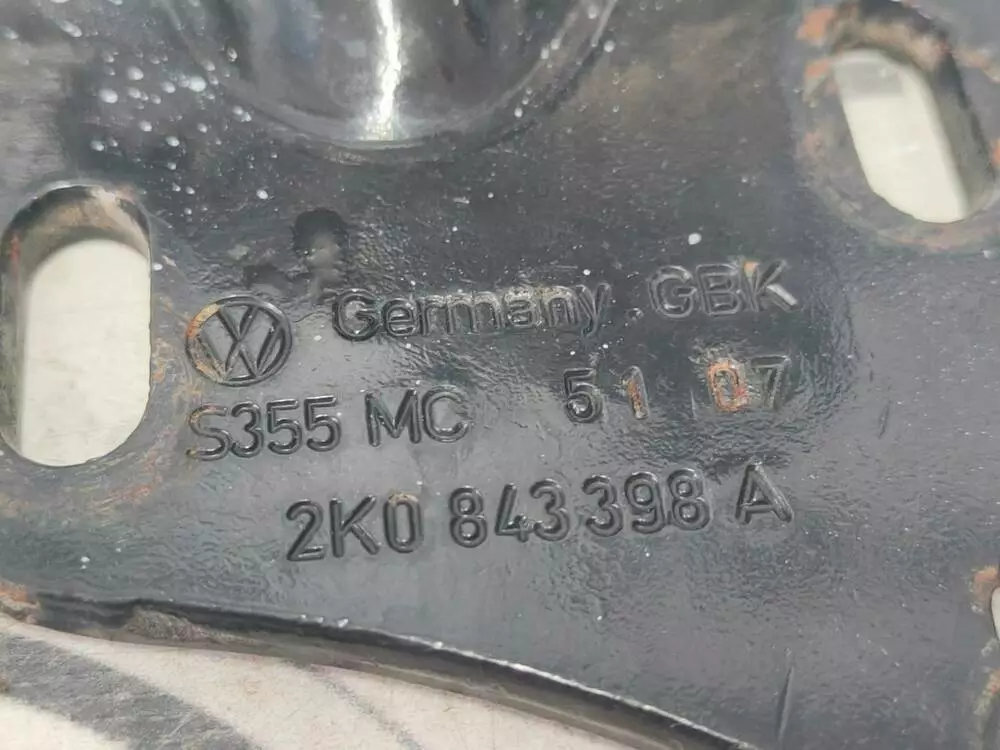 Germany . GBK
S355 MC 51 07
2K0 843 398 A